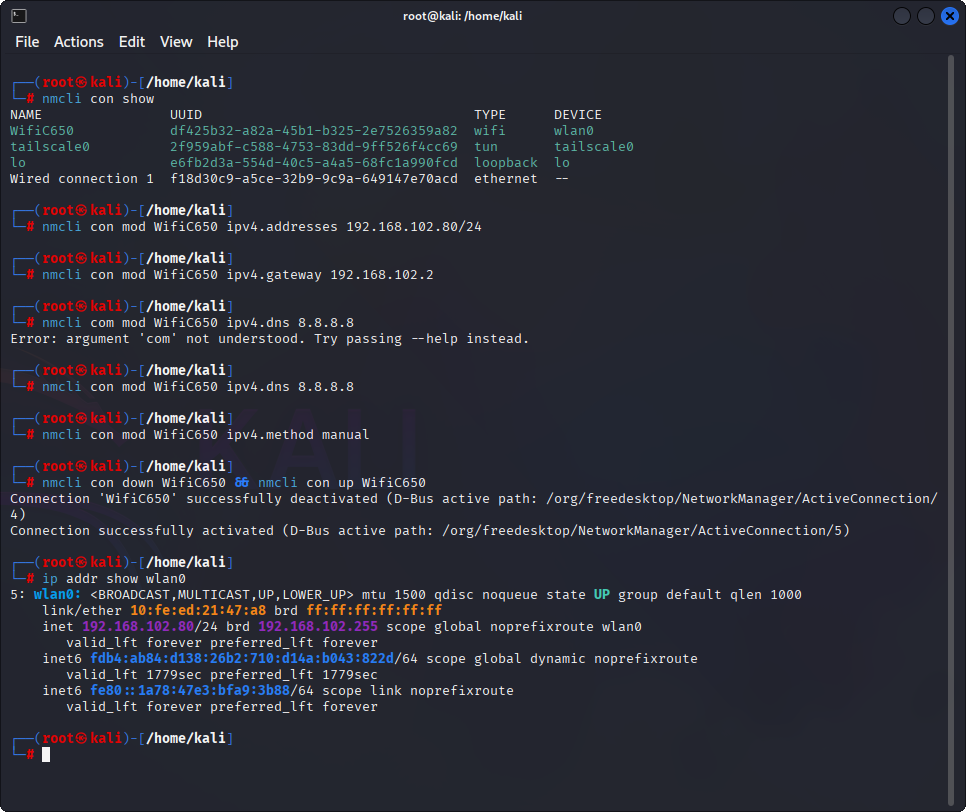 root@kali: /home/kali
File Actions Edit View Help
┌──(root㉿kali)-[/home/kali]
└─# nmcli con show
NAME                UUID                                  TYPE      DEVICE
WifiC650            df425b32-a82a-45b1-b325-2e7526359a82  wifi      wlan0
tailscale0          2f959abf-c588-4753-83dd-9ff526f4cc69  tun       tailscale0
lo                  e6fb2d3a-554d-40c5-a4a5-68fc1a990fcd  loopback  lo
Wired connection 1  f18d30c9-a5ce-32b9-9c9a-649147e70acd  ethernet  --
┌──(root㉿kali)-[/home/kali]
└─# nmcli con mod WifiC650 ipv4.addresses 192.168.102.80/24
┌──(root㉿kali)-[/home/kali]
└─# nmcli con mod WifiC650 ipv4.gateway 192.168.102.2
┌──(root㉿kali)-[/home/kali]
└─# nmcli com mod WifiC650 ipv4.dns 8.8.8.8
Error: argument 'com' not understood. Try passing --help instead.
┌──(root㉿kali)-[/home/kali]
└─# nmcli con mod WifiC650 ipv4.dns 8.8.8.8
┌──(root㉿kali)-[/home/kali]
└─# nmcli con mod WifiC650 ipv4.method manual
┌──(root㉿kali)-[/home/kali]
└─# nmcli con down WifiC650 && nmcli con up WifiC650
Connection 'WifiC650' successfully deactivated (D-Bus active path: /org/freedesktop/NetworkManager/ActiveConnection/
4)
Connection successfully activated (D-Bus active path: /org/freedesktop/NetworkManager/ActiveConnection/5)
┌──(root㉿kali)-[/home/kali]
└─# ip addr show wlan0
5: wlan0: <BROADCAST,MULTICAST,UP,LOWER_UP> mtu 1500 qdisc noqueue state UP group default qlen 1000
    link/ether 10:fe:ed:21:47:a8 brd ff:ff:ff:ff:ff:ff
    inet 192.168.102.80/24 brd 192.168.102.255 scope global noprefixroute wlan0
       valid_lft forever preferred_lft forever
    inet6 fdb4:ab84:d138:26b2:710:d14a:b043:822d/64 scope global dynamic noprefixroute
       valid_lft 1779sec preferred_lft 1779sec
    inet6 fe80::1a78:47e3:bfa9:3b88/64 scope link noprefixroute
       valid_lft forever preferred_lft forever
┌──(root㉿kali)-[/home/kali]
└─#